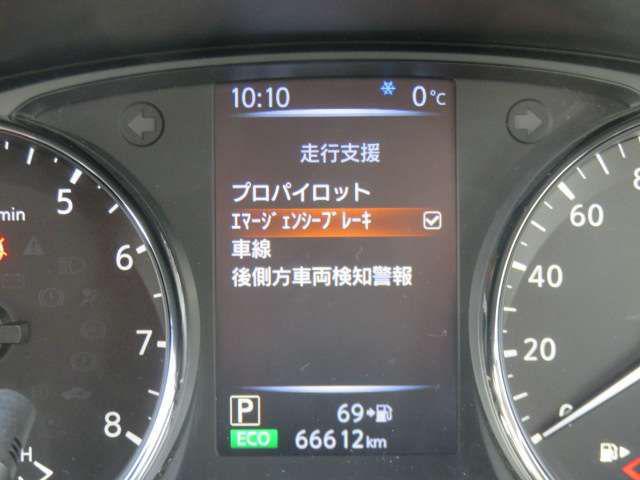 10:10 0℃
走行支援
プロパイロット
ｴﾏｰｼﾞｪﾝｼｰﾌﾞﾚｰｷ
車線
後側方車両検知警報
P 69
ECO 66612km
min
5
6
7
8
H
60
40
20
0